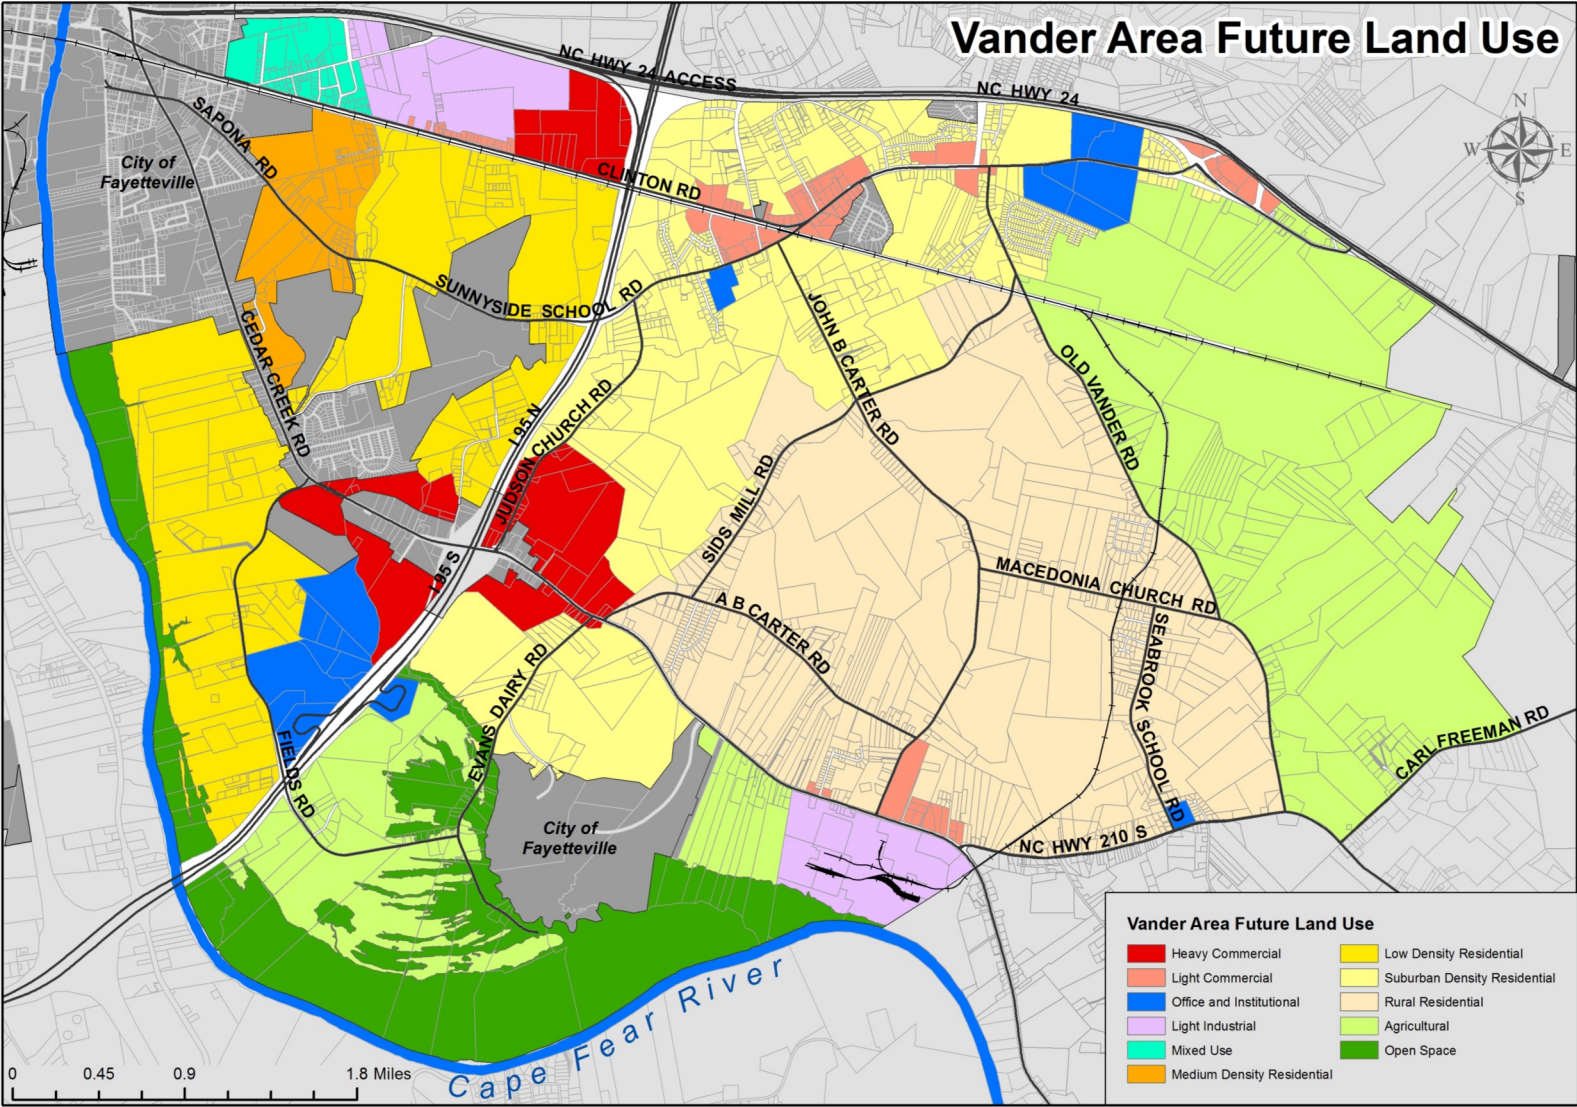 Vander Area Future Land Use
NC HWY 24 ACCESS
NC HWY 24
N
W
E
S
SAPONA RD
City of
Fayetteville
CLINTON RD
SUNNYSIDE SCHOOL RD
JOHN B CARTER RD
CEDAR CREEK RD
OLD VANDER RD
I 95 N
JUDSON CHURCH RD
SIDS MILL RD
I 95 S
MACEDONIA CHURCH RD
A B CARTER RD
SEABROOK SCHOOL RD
EVANS DAIRY RD
FIELDS RD
CARL FREEMAN RD
City of
Fayetteville
NC HWY 210 S
Cape Fear River
0 0.45 0.9 1.8 Miles
Vander Area Future Land Use
Heavy Commercial
Light Commercial
Office and Institutional
Light Industrial
Mixed Use
Medium Density Residential
Low Density Residential
Suburban Density Residential
Rural Residential
Agricultural
Open Space